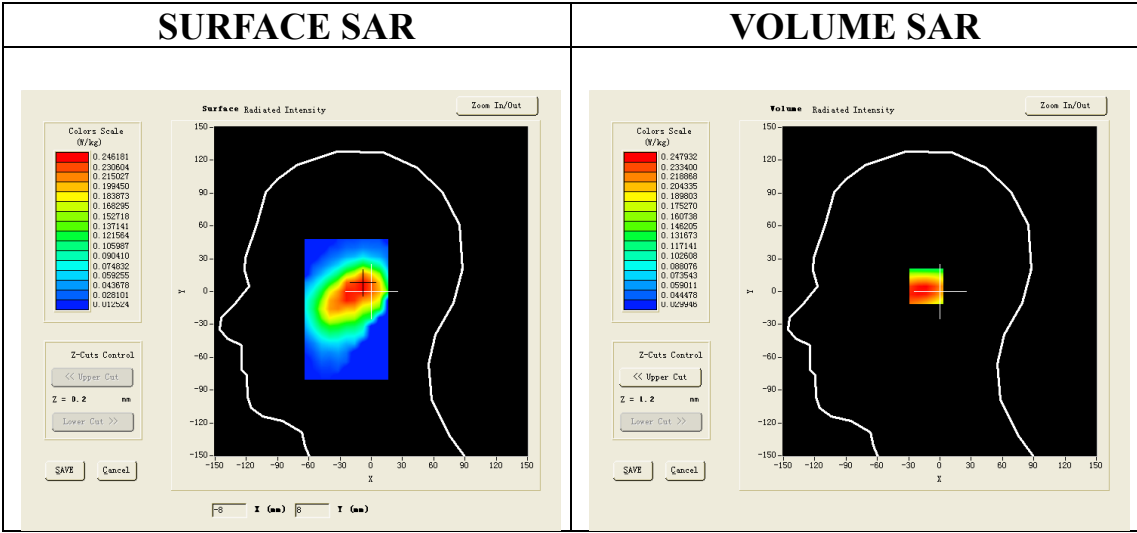 SURFACE SAR
VOLUME SAR
Surface Radiated Intensity
Zoom In/Out
Colors Scale
(W/kg)
0.246181
0.230604
0.215027
0.199450
0.183873
0.168295
0.152718
0.137141
0.121564
0.105987
0.090410
0.074832
0.059255
0.043678
0.028101
0.012524
150
120
90
60
30
0
-30
-60
-90
-120
-150
Y
-150 -120 -90 -60 -30 0 30 60 90 120 150
X
Z-Cuts Control
<< Upper Cut
Z = 0.2 mm
Lower Cut >>
SAVE Cancel
-8 X (mm) 8 Y (mm)
Volume Radiated Intensity
Zoom In/Out
Colors Scale
(W/kg)
0.247932
0.233400
0.218868
0.204335
0.189803
0.175270
0.160738
0.146205
0.131673
0.117141
0.102608
0.088076
0.073543
0.059011
0.044478
0.029946
150
120
90
60
30
0
-30
-60
-90
-120
-150
Y
-150 -120 -90 -60 -30 0 30 60 90 120 150
X
Z-Cuts Control
<< Upper Cut
Z = 1.2 mm
Lower Cut >>
SAVE Cancel